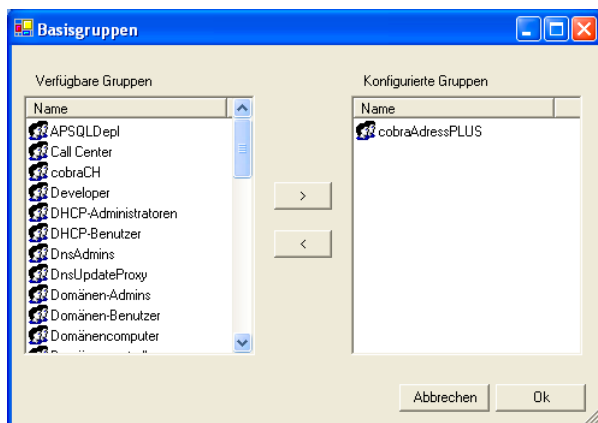 Basisgruppen
Verfügbare Gruppen
Name
APSQLDepl
Call Center
cobraCH
Developer
DHCP-Administratoren
DHCP-Benutzer
DnsAdmins
DnsUpdateProxy
Domänen-Admins
Domänen-Benutzer
Domänencomputer
>
<
Konfigurierte Gruppen
Name
cobraAdressPLUS
Abbrechen
Ok